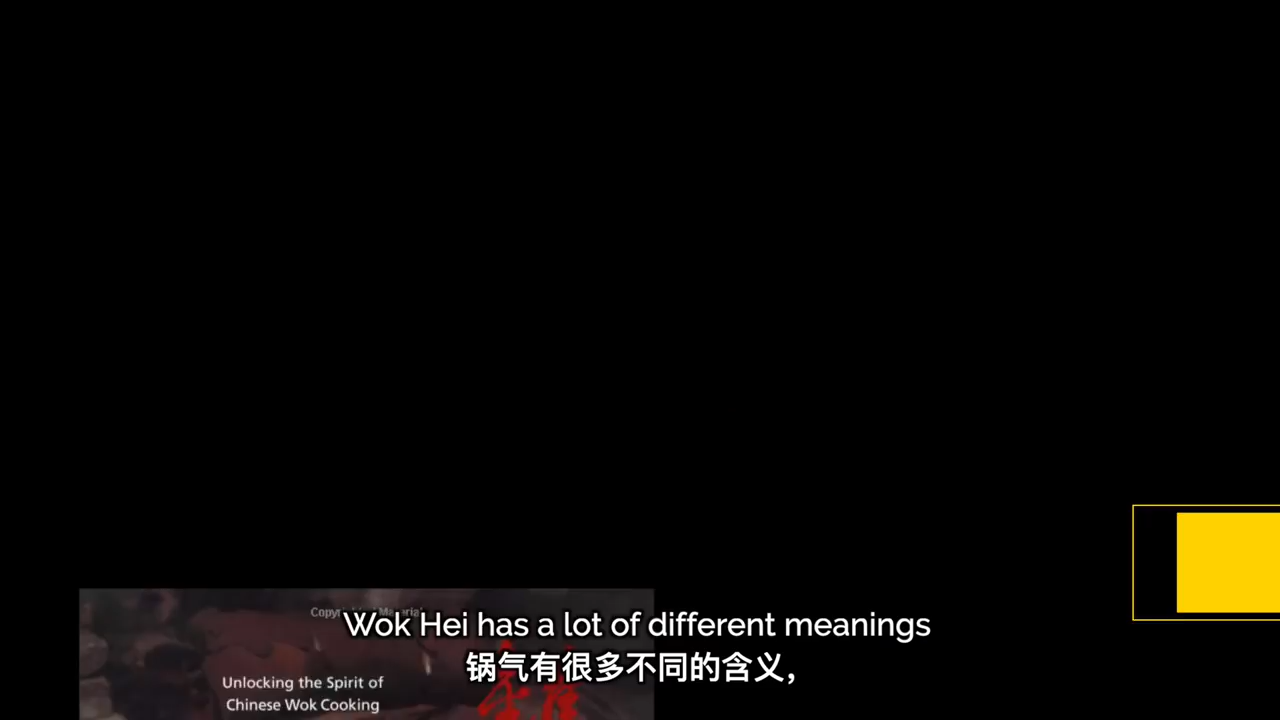 Wok Hei has a lot of different meanings
锅气有很多不同的含义,
Unlocking the Spirit of
Chinese Wok Cooking